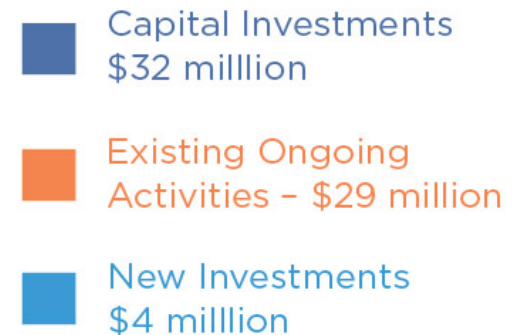 Capital Investments
$32 milllion
Existing Ongoing
Activities – $29 million
New Investments
$4 milllion